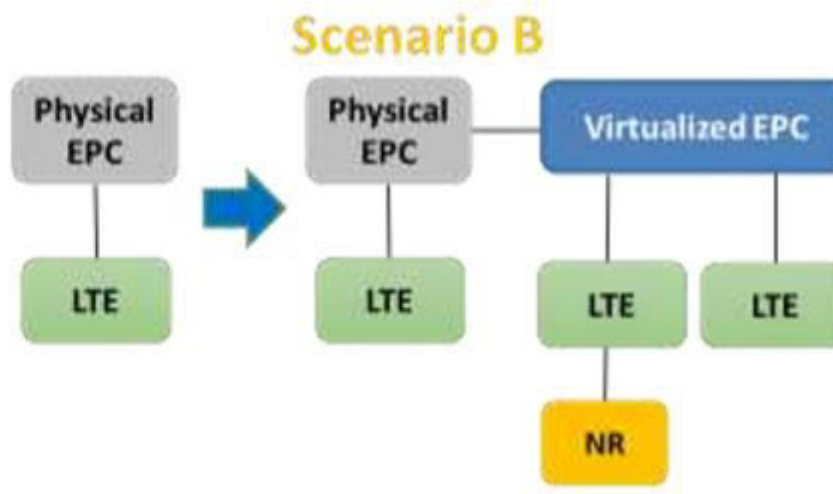 Scenario B
Physical
EPC
Physical
EPC
Virtualized EPC
LTE
LTE
LTE
LTE
NR